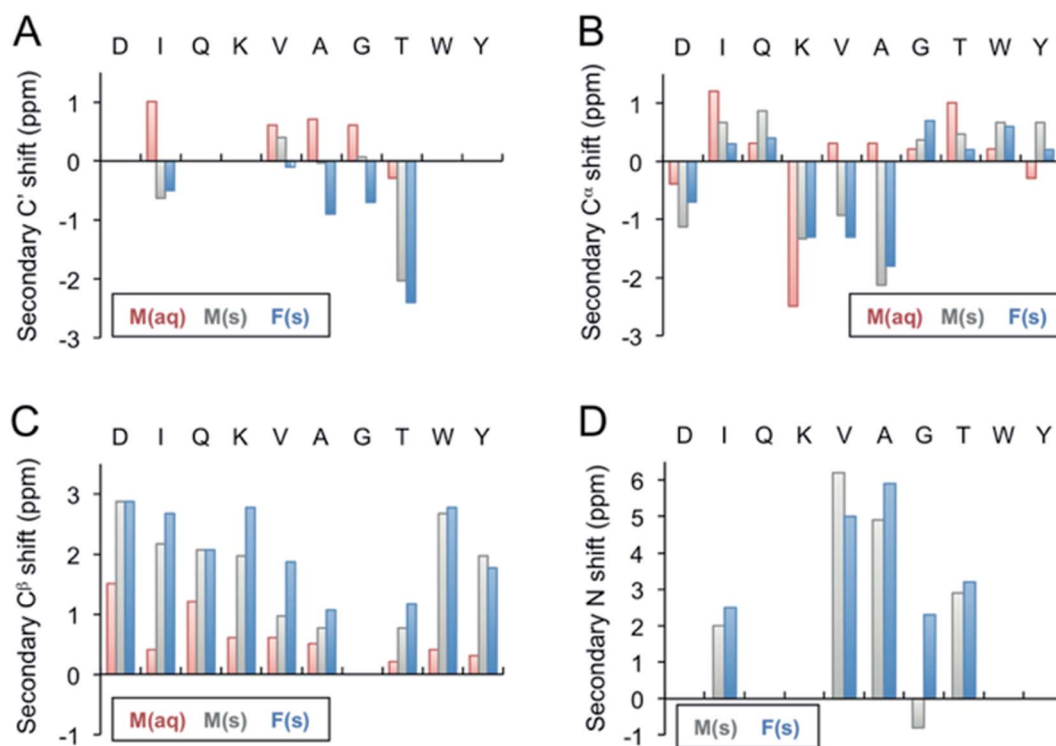 A
D I Q K V A G T W Y
Secondary C' shift (ppm)
1
0
-1
-2
-3
M(aq) M(s) F(s)
B
D I Q K V A G T W Y
Secondary Cα shift (ppm)
1
0
-1
-2
-3
M(aq) M(s) F(s)
C
D I Q K V A G T W Y
Secondary Cβ shift (ppm)
3
2
1
0
-1
M(aq) M(s) F(s)
D
D I Q K V A G T W Y
Secondary N shift (ppm)
6
5
4
3
2
1
0
-1
M(s) F(s)